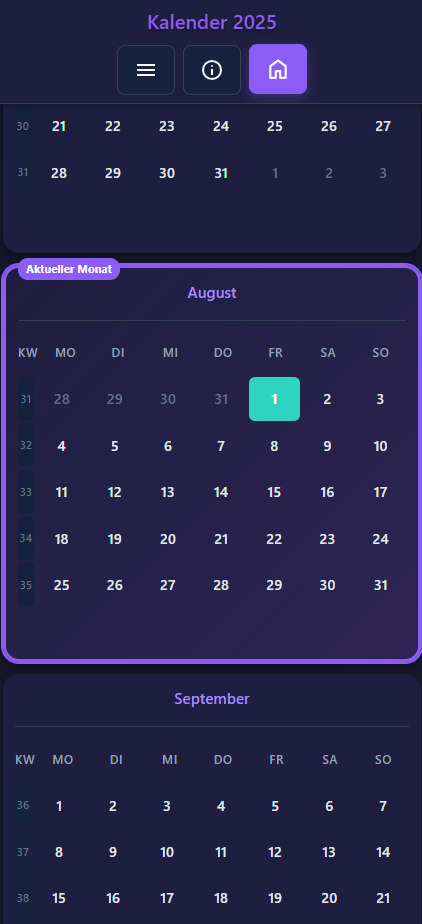 Kalender 2025
30 21 22 23 24 25 26 27
31 28 29 30 31 1 2 3
Aktueller Monat
August
KW MO DI MI DO FR SA SO
31 28 29 30 31 1 2 3
32 4 5 6 7 8 9 10
33 11 12 13 14 15 16 17
34 18 19 20 21 22 23 24
35 25 26 27 28 29 30 31
September
KW MO DI MI DO FR SA SO
36 1 2 3 4 5 6 7
37 8 9 10 11 12 13 14
38 15 16 17 18 19 20 21